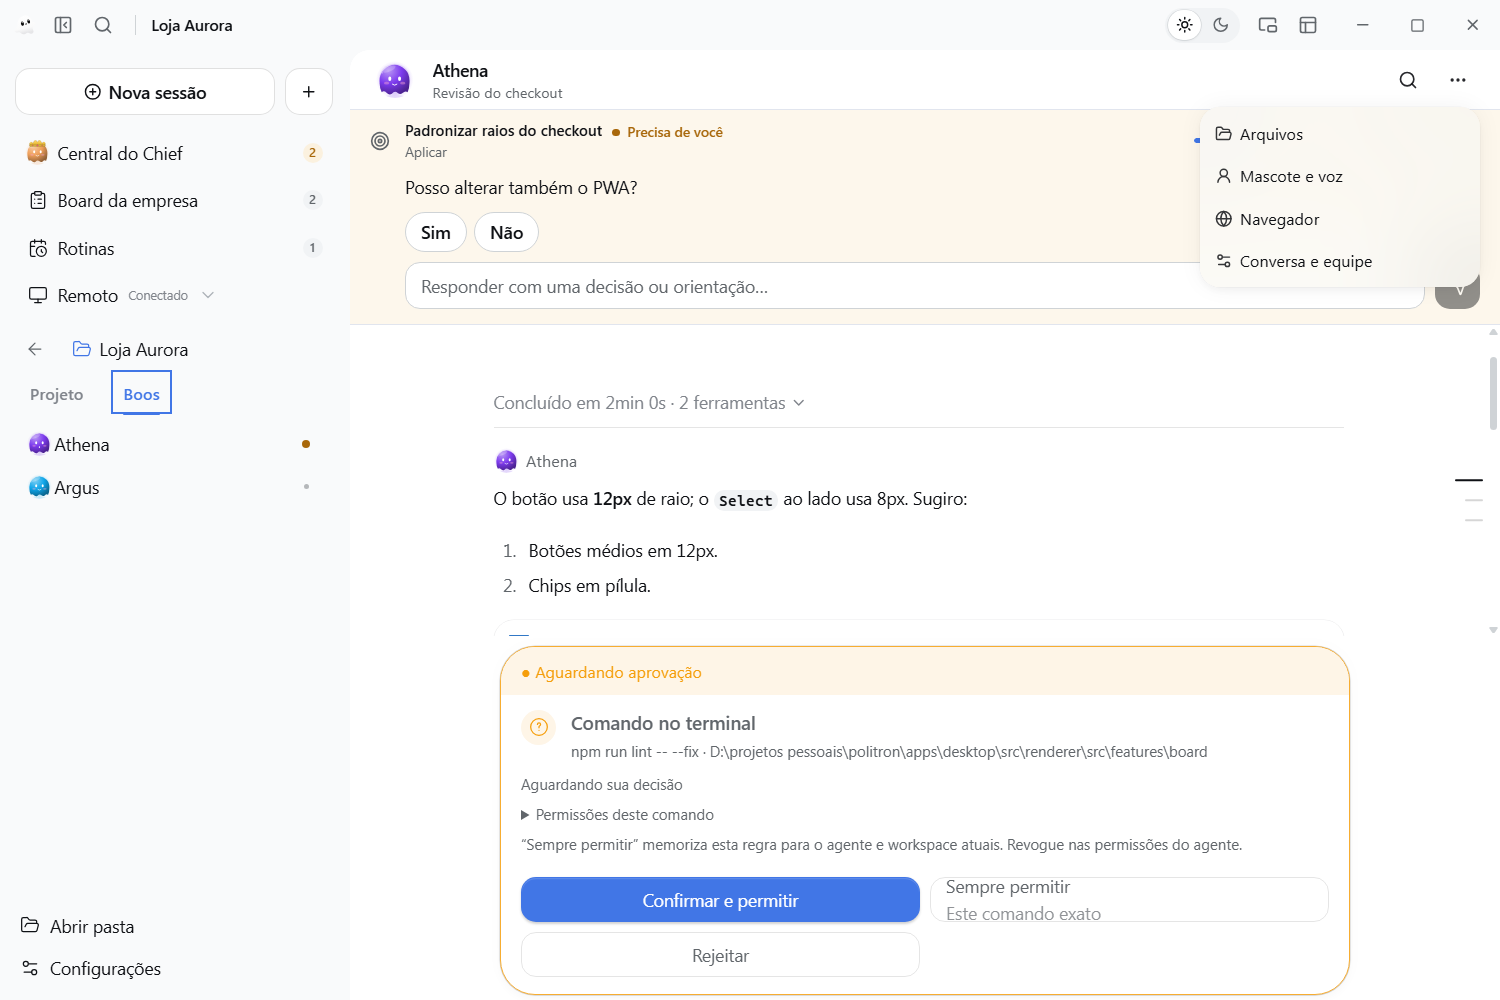 Loja Aurora
Nova sessão
Central do Chief 2
Board da empresa 2
Rotinas 1
Remoto Conectado
Loja Aurora
Projeto Boos
Athena
Argus
Abrir pasta
Configurações
Athena
Revisão do checkout
Padronizar raios do checkout Precisa de você
Aplicar
Posso alterar também o PWA?
Sim Não
Responder com uma decisão ou orientação...
Arquivos
Mascote e voz
Navegador
Conversa e equipe
Concluído em 2min 0s · 2 ferramentas
Athena
O botão usa 12px de raio; o Select ao lado usa 8px. Sugiro:
1. Botões médios em 12px.
2. Chips em pílula.
Aguardando aprovação
Comando no terminal
npm run lint -- --fix · D:\projetos pessoais\politron\apps\desktop\src\renderer\src\features\board
Aguardando sua decisão
Permissões deste comando
“Sempre permitir” memoriza esta regra para o agente e workspace atuais. Revogue nas permissões do agente.
Confirmar e permitir
Sempre permitir
Este comando exato
Rejeitar